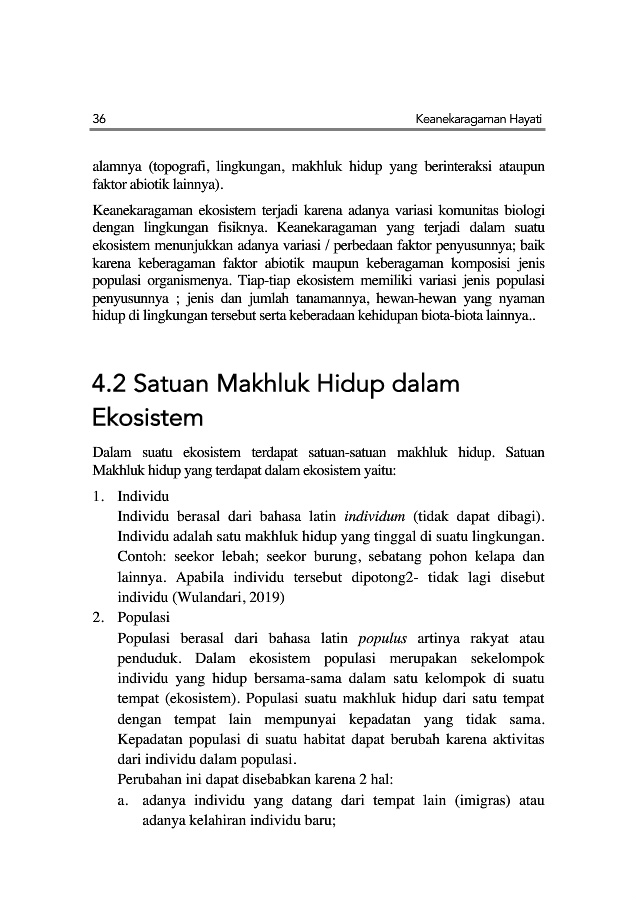 36 Keanekaragaman Hayati
alamnya (topografi, lingkungan, makhluk hidup yang berinteraksi ataupun
faktor abiotik lainnya).
Keanekaragaman ekosistem terjadi karena adanya variasi komunitas biologi
dengan lingkungan fisiknya. Keanekaragaman yang terjadi dalam suatu
ekosistem menunjukkan adanya variasi / perbedaan faktor penyusunnya; baik
karena keberagaman faktor abiotik maupun keberagaman komposisi jenis
populasi organismenya. Tiap-tiap ekosistem memiliki variasi jenis populasi
penyusunnya ; jenis dan jumlah tanamannya, hewan-hewan yang nyaman
hidup di lingkungan tersebut serta keberadaan kehidupan biota-biota lainnya..
4.2 Satuan Makhluk Hidup dalam
Ekosistem
Dalam suatu ekosistem terdapat satuan-satuan makhluk hidup. Satuan
Makhluk hidup yang terdapat dalam ekosistem yaitu:
1. Individu
Individu berasal dari bahasa latin individum (tidak dapat dibagi).
Individu adalah satu makhluk hidup yang tinggal di suatu lingkungan.
Contoh: seekor lebah; seekor burung, sebatang pohon kelapa dan
lainnya. Apabila individu tersebut dipotong2- tidak lagi disebut
individu (Wulandari, 2019)
2. Populasi
Populasi berasal dari bahasa latin populus artinya rakyat atau
penduduk. Dalam ekosistem populasi merupakan sekelompok
individu yang hidup bersama-sama dalam satu kelompok di suatu
tempat (ekosistem). Populasi suatu makhluk hidup dari satu tempat
dengan tempat lain mempunyai kepadatan yang tidak sama.
Kepadatan populasi di suatu habitat dapat berubah karena aktivitas
dari individu dalam populasi.
Perubahan ini dapat disebabkan karena 2 hal:
a. adanya individu yang datang dari tempat lain (imigras) atau
adanya kelahiran individu baru;